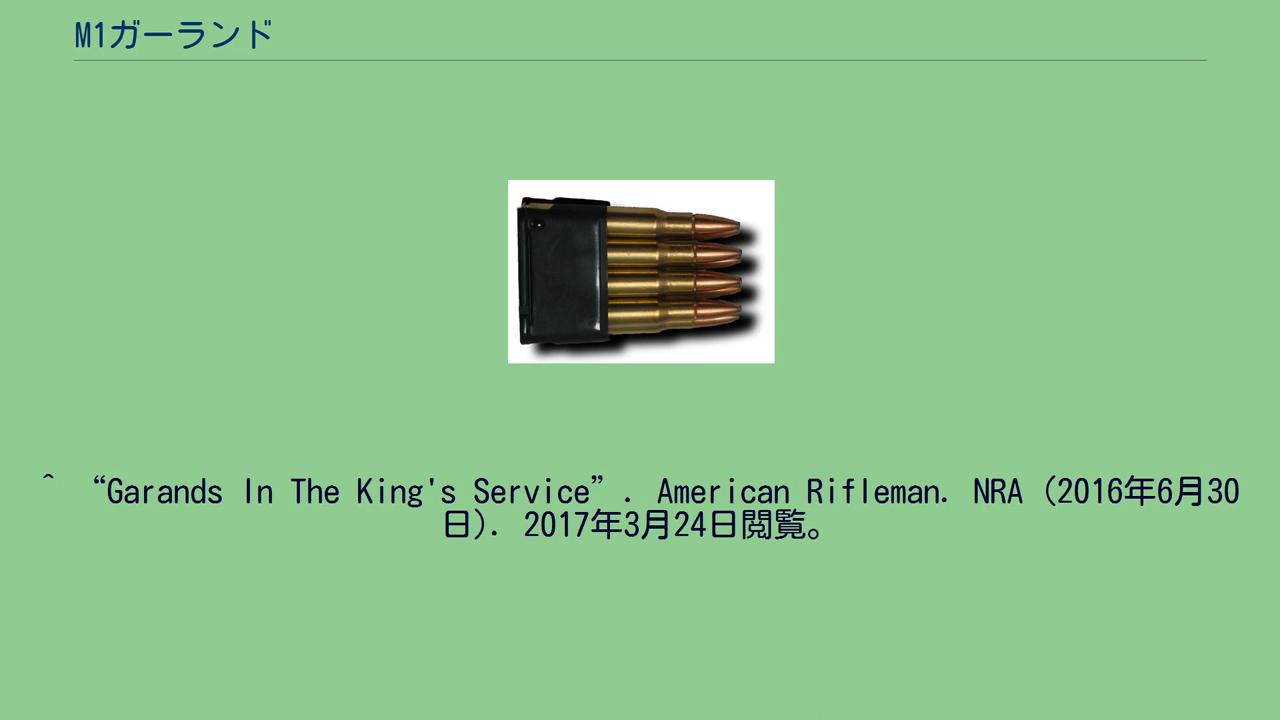 M1ガーランド
^ “Garands In The King's Service”. American Rifleman. NRA (2016年6月30
日). 2017年3月24日閲覧。